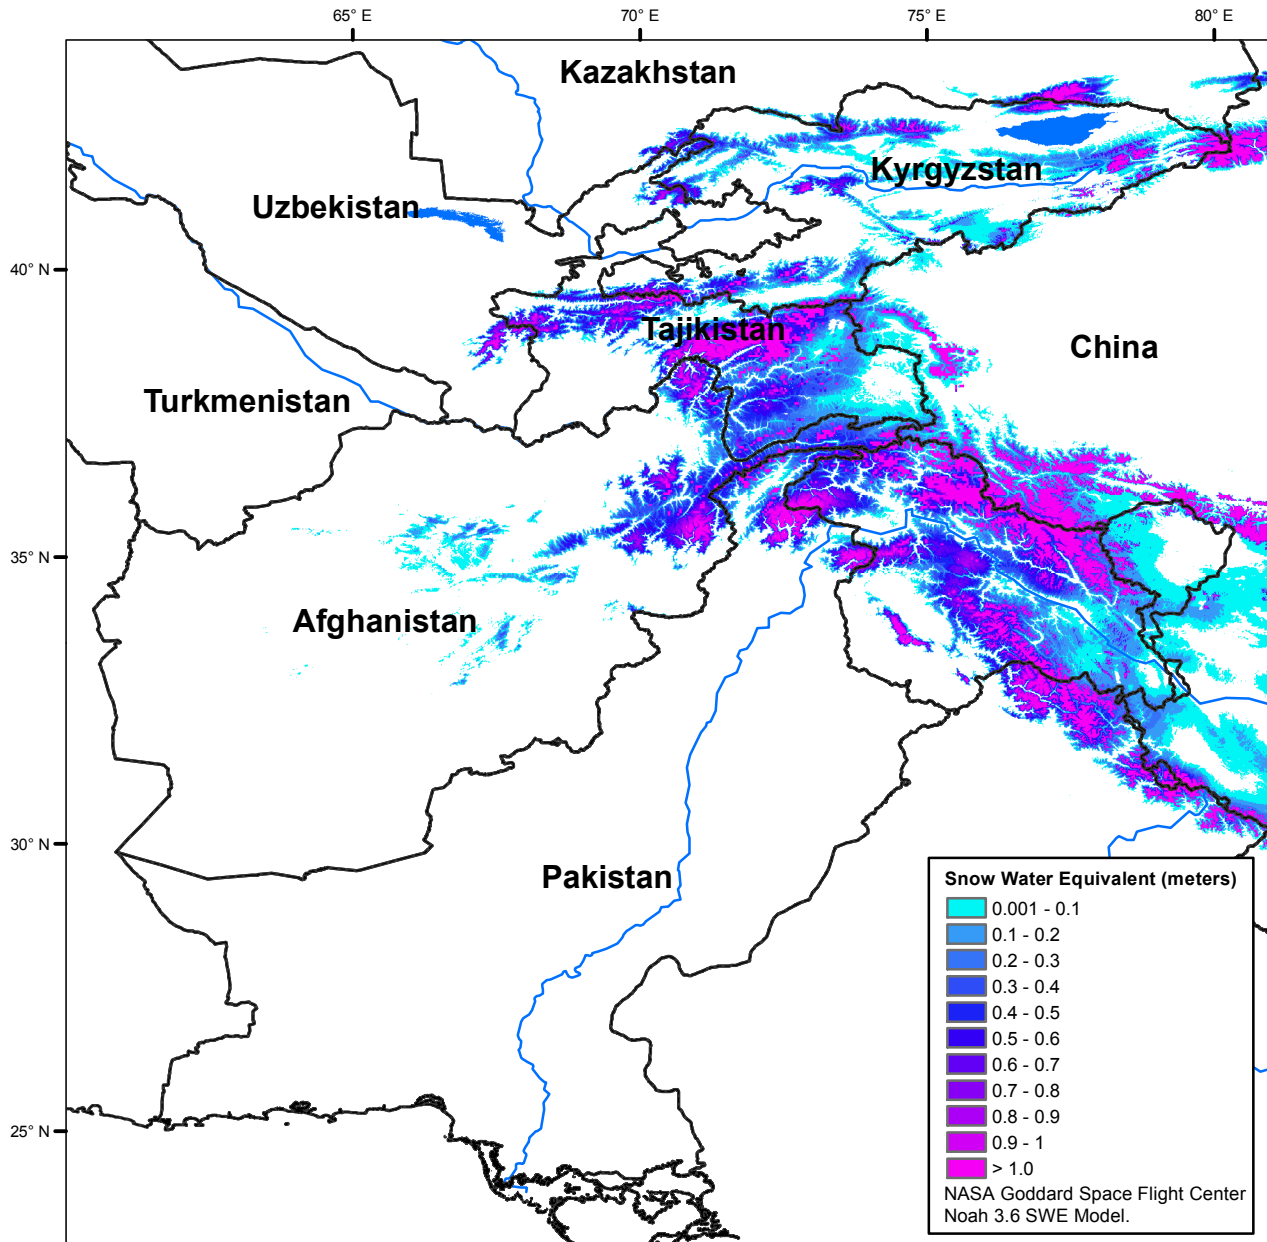 65° E
70° E
75° E
80° E
Kazakhstan
Kyrgyzstan
Uzbekistan
40° N
Tajikistan
China
Turkmenistan
35° N
Afghanistan
30° N
Pakistan
25° N
Snow Water Equivalent (meters)
0.001 - 0.1
0.1 - 0.2
0.2 - 0.3
0.3 - 0.4
0.4 - 0.5
0.5 - 0.6
0.6 - 0.7
0.7 - 0.8
0.8 - 0.9
0.9 - 1
> 1.0
NASA Goddard Space Flight Center
Noah 3.6 SWE Model.